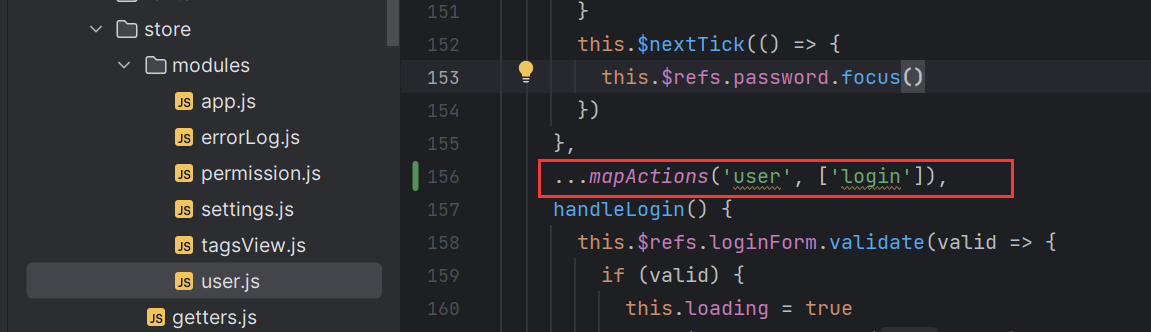 store
modules
JS app.js
JS errorLog.js
JS permission.js
JS settings.js
JS tagsView.js
JS user.js
JS getters.js
151 }
152 this.$nextTick(() => {
153 this.$refs.password.focus()
154 })
155 },
156 ...mapActions('user', ['login']),
157 handleLogin() {
158 this.$refs.loginForm.validate(valid => {
159 if (valid) {
160 this.loading = true